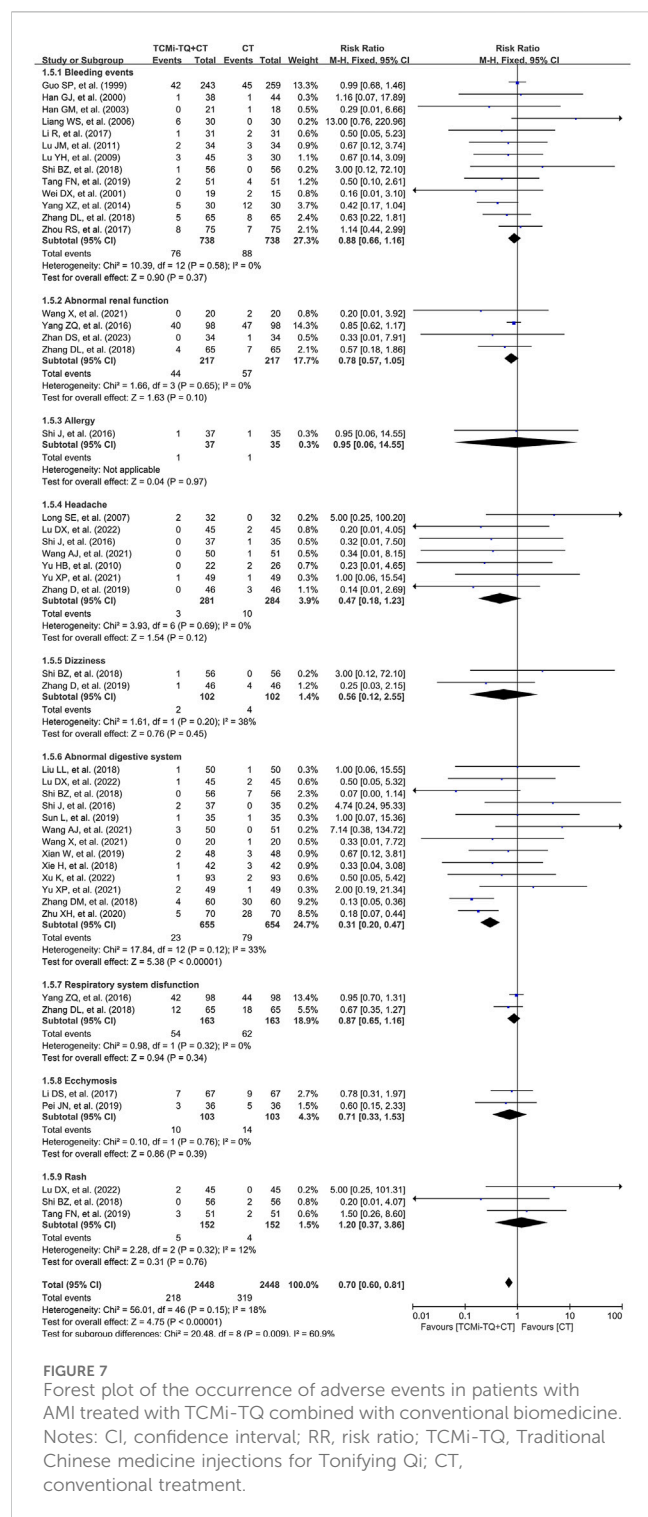 TCMi-TQ+CT CT Risk Ratio Risk Ratio
Study or Subgroup Events Total Events Total Weight M-H, Fixed, 95% CI M-H, Fixed, 95% CI
1.5.1 Bleeding events
Guo SP, et al. (1999) 42 243 45 259 13.3% 0.99 [0.68, 1.46]
Han GJ, et al. (2000) 1 38 1 44 0.3% 1.16 [0.07, 17.89]
Han GM, et al. (2003) 0 21 1 18 0.5% 0.29 [0.01, 6.66]
Liang WS, et al. (2006) 6 30 0 30 0.2% 13.00 [0.76, 220.96]
Li R, et al. (2017) 1 31 2 31 0.6% 0.50 [0.05, 5.23]
Lu JM, et al. (2011) 2 34 3 34 0.9% 0.67 [0.12, 3.74]
Lu YH, et al. (2009) 3 45 3 30 1.1% 0.67 [0.14, 3.09]
Shi BZ, et al. (2018) 1 56 0 56 0.2% 3.00 [0.12, 72.10]
Tang FN, et al. (2019) 2 51 4 51 1.2% 0.50 [0.10, 2.61]
Wei DX, et al. (2001) 0 19 2 15 0.8% 0.16 [0.01, 3.10]
Yang XZ, et al. (2014) 5 30 12 30 3.7% 0.42 [0.17, 1.04]
Zhang DL, et al. (2018) 5 65 8 65 2.4% 0.63 [0.22, 1.81]
Zhou RS, et al. (2017) 8 75 7 75 2.1% 1.14 [0.44, 2.99]
Subtotal (95% CI) 738 738 27.3% 0.88 [0.66, 1.16]
Total events 76 88
Heterogeneity: Chi² = 10.39, df = 12 (P = 0.58); I² = 0%
Test for overall effect: Z = 0.90 (P = 0.37)
1.5.2 Abnormal renal function
Wang X, et al. (2021) 0 20 2 20 0.8% 0.20 [0.01, 3.92]
Yang ZQ, et al. (2016) 40 98 47 98 14.3% 0.85 [0.62, 1.17]
Zhan DS, et al. (2023) 0 34 1 34 0.5% 0.33 [0.01, 7.91]
Zhang DL, et al. (2018) 4 65 7 65 2.1% 0.57 [0.18, 1.86]
Subtotal (95% CI) 217 217 17.7% 0.78 [0.57, 1.05]
Total events 44 57
Heterogeneity: Chi² = 1.66, df = 3 (P = 0.65); I² = 0%
Test for overall effect: Z = 1.63 (P = 0.10)
1.5.3 Allergy
Shi J, et al. (2016) 1 37 1 35 0.3% 0.95 [0.06, 14.55]
Subtotal (95% CI) 37 35 0.3% 0.95 [0.06, 14.55]
Total events 1 1
Heterogeneity: Not applicable
Test for overall effect: Z = 0.04 (P = 0.97)
1.5.4 Headache
Long SE, et al. (2007) 2 32 0 32 0.2% 5.00 [0.25, 100.20]
Lu DX, et al. (2022) 0 45 2 45 0.8% 0.20 [0.01, 4.05]
Shi J, et al. (2016) 0 37 1 35 0.5% 0.32 [0.01, 7.50]
Wang AJ, et al. (2021) 0 50 1 51 0.5% 0.34 [0.01, 8.15]
Yu HB, et al. (2010) 0 22 2 26 0.7% 0.23 [0.01, 4.65]
Yu XP, et al. (2021) 1 49 1 49 0.3% 1.00 [0.06, 15.54]
Zhang D, et al. (2019) 0 46 3 46 1.1% 0.14 [0.01, 2.69]
Subtotal (95% CI) 281 284 3.9% 0.47 [0.18, 1.23]
Total events 3 10
Heterogeneity: Chi² = 3.93, df = 6 (P = 0.69); I² = 0%
Test for overall effect: Z = 1.54 (P = 0.12)
1.5.5 Dizziness
Shi BZ, et al. (2018) 1 56 0 56 0.2% 3.00 [0.12, 72.10]
Zhang D, et al. (2019) 1 46 4 46 1.2% 0.25 [0.03, 2.15]
Subtotal (95% CI) 102 102 1.4% 0.56 [0.12, 2.55]
Total events 2 4
Heterogeneity: Chi² = 1.61, df = 1 (P = 0.20); I² = 38%
Test for overall effect: Z = 0.76 (P = 0.45)
1.5.6 Abnormal digestive system
Liu LL, et al. (2018) 1 50 1 50 0.3% 1.00 [0.06, 15.55]
Lu DX, et al. (2022) 1 45 2 45 0.6% 0.50 [0.05, 5.32]
Shi BZ, et al. (2018) 0 56 7 56 2.3% 0.07 [0.00, 1.14]
Shi J, et al. (2016) 2 37 0 35 0.2% 4.74 [0.24, 95.33]
Sun L, et al. (2019) 1 35 1 35 0.3% 1.00 [0.07, 15.36]
Wang AJ, et al. (2021) 3 50 0 51 0.2% 7.14 [0.38, 134.72]
Wang X, et al. (2021) 0 20 1 20 0.5% 0.33 [0.01, 7.72]
Xian W, et al. (2019) 2 48 3 48 0.9% 0.67 [0.12, 3.81]
Xie H, et al. (2018) 1 42 3 42 0.9% 0.33 [0.04, 3.08]
Xu K, et al. (2022) 1 93 2 93 0.6% 0.50 [0.05, 5.42]
Yu XP, et al. (2021) 2 49 1 49 0.3% 2.00 [0.19, 21.34]
Zhang DM, et al. (2018) 4 60 30 60 9.1% 0.13 [0.05, 0.36]
Zhu XH, et al. (2020) 5 70 28 70 8.5% 0.18 [0.07, 0.44]
Subtotal (95% CI) 655 654 24.7% 0.31 [0.20, 0.47]
Total events 23 79
Heterogeneity: Chi² = 17.84, df = 12 (P = 0.12); I² = 33%
Test for overall effect: Z = 5.38 (P < 0.00001)
1.5.7 Respiratory system disfunction
Yang ZQ, et al. (2016) 42 98 44 98 13.4% 0.95 [0.70, 1.31]
Zhang DL, et al. (2018) 12 65 18 65 5.5% 0.67 [0.35, 1.27]
Subtotal (95% CI) 163 163 18.9% 0.87 [0.65, 1.16]
Total events 54 62
Heterogeneity: Chi² = 0.98, df = 1 (P = 0.32); I² = 0%
Test for overall effect: Z = 0.94 (P = 0.34)
1.5.8 Ecchymosis
Li DS, et al. (2017) 7 67 9 67 2.7% 0.78 [0.31, 1.97]
Pei JN, et al. (2019) 3 36 5 36 1.5% 0.60 [0.15, 2.33]
Subtotal (95% CI) 103 103 4.3% 0.71 [0.33, 1.53]
Total events 10 14
Heterogeneity: Chi² = 0.10, df = 1 (P = 0.76); I² = 0%
Test for overall effect: Z = 0.86 (P = 0.39)
1.5.9 Rash
Lu DX, et al. (2022) 2 45 0 45 0.2% 5.00 [0.25, 101.31]
Shi BZ, et al. (2018) 0 56 2 56 0.8% 0.20 [0.01, 4.07]
Tang FN, et al. (2019) 3 51 2 51 0.6% 1.50 [0.26, 8.60]
Subtotal (95% CI) 152 152 1.5% 1.20 [0.37, 3.86]
Total events 5 4
Heterogeneity: Chi² = 2.28, df = 2 (P = 0.32); I² = 12%
Test for overall effect: Z = 0.31 (P = 0.76)
Total (95% CI) 2448 2448 100.0% 0.70 [0.60, 0.81]
Total events 218 319
Heterogeneity: Chi² = 56.01, df = 46 (P = 0.15); I² = 18%
Test for overall effect: Z = 4.75 (P < 0.00001)
Test for subgroup differences: Chi² = 20.48, df = 8 (P = 0.009), I² = 60.9%
0.01 0.1 1 10 100
Favours [TCMi-TQ+CT] Favours [CT]
FIGURE 7
Forest plot of the occurrence of adverse events in patients with
AMI treated with TCMi-TQ combined with conventional biomedicine.
Notes: CI, confidence interval; RR, risk ratio; TCMi-TQ, Traditional
Chinese medicine injections for Tonifying Qi; CT,
conventional treatment.